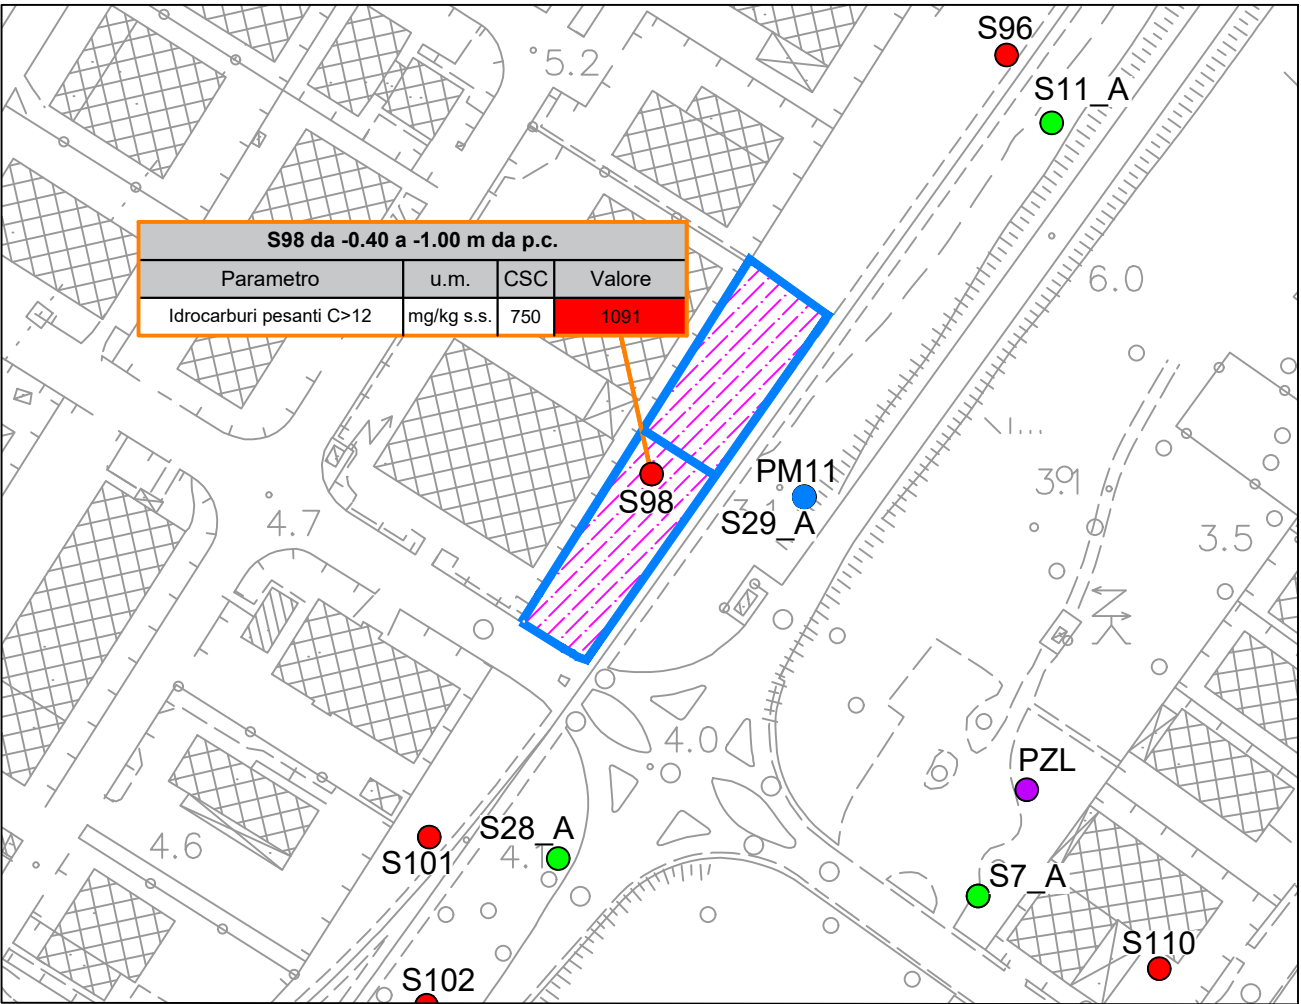 S96
5.2
S11_A
S98 da -0.40 a -1.00 m da p.c.
Parametro u.m. CSC Valore
Idrocarburi pesanti C>12 mg/kg s.s. 750 1091
6.0
PM11
3.1
S98
S29_A
4.7
3.5
4.0
PZL
S28_A
4.6
S101
S7_A
S110
S102